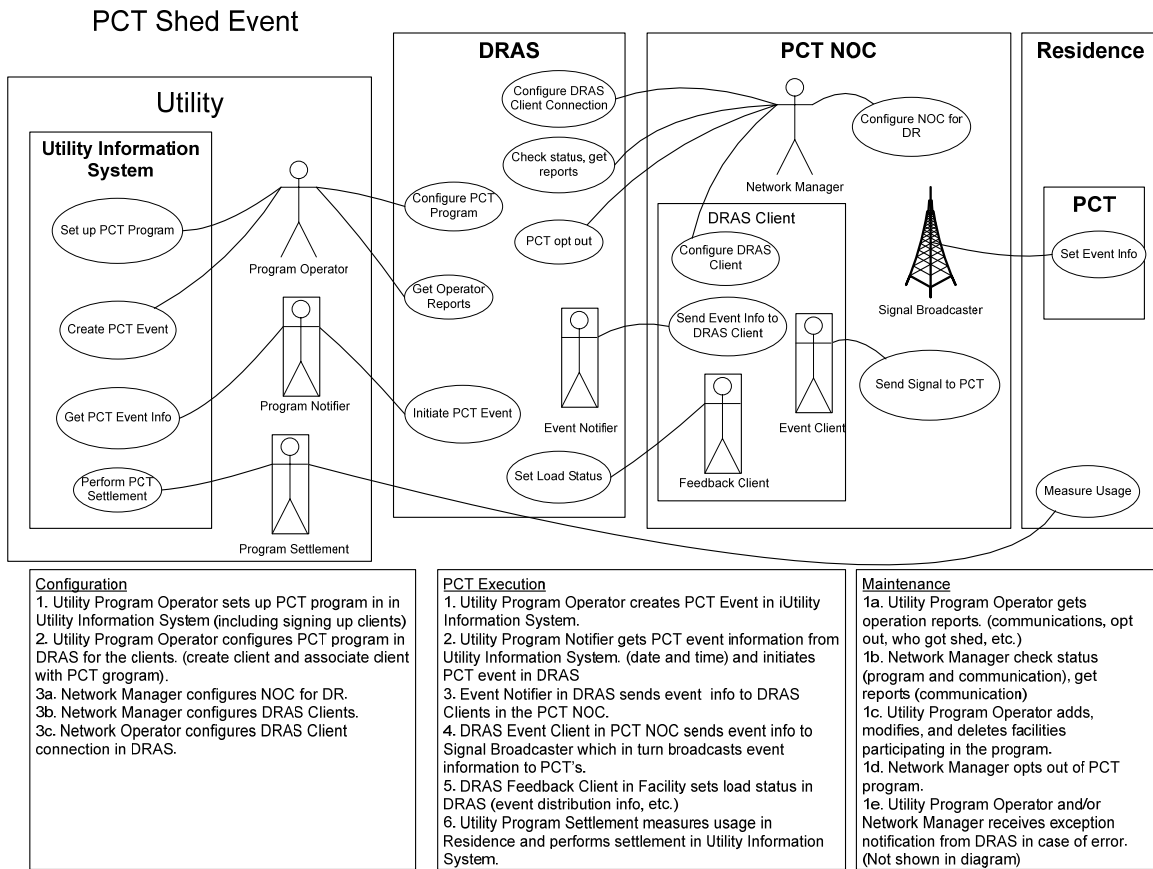 PCT Shed Event
DRAS
PCT NOC
Residence
Utility
Utility Information
System
Set up PCT Program
Create PCT Event
Get PCT Event Info
Perform PCT
Settlement
Program Operator
Program Notifier
Program Settlement
Configure DRAS
Client Connection
Check status, get
reports
Configure PCT
Program
PCT opt out
Get Operator
Reports
Initiate PCT Event
Event Notifier
Set Load Status
Network Manager
Configure NOC for
DR
DRAS Client
Configure DRAS
Client
Send Event Info to
DRAS Client
Event Client
Feedback Client
Signal Broadcaster
Send Signal to PCT
PCT
Set Event Info
Measure Usage
Configuration
1. Utility Program Operator sets up PCT program in in
Utility Information System (including signing up clients)
2. Utility Program Operator configures PCT program in
DRAS for the clients. (create client and associate client
with PCT grogram).
3a. Network Manager configures NOC for DR.
3b. Network Manager configures DRAS Clients.
3c. Network Operator configures DRAS Client
connection in DRAS.
PCT Execution
1. Utility Program Operator creates PCT Event in iUtility
Information System.
2. Utility Program Notifier gets PCT event information from
Utility Information System. (date and time) and initiates
PCT event in DRAS
3. Event Notifier in DRAS sends event info to DRAS
Clients in the PCT NOC.
4. DRAS Event Client in PCT NOC sends event info to
Signal Broadcaster which in turn broadcasts event
information to PCT's.
5. DRAS Feedback Client in Facility sets load status in
DRAS (event distribution info, etc.)
6. Utility Program Settlement measures usage in
Residence and performs settlement in Utility Information
System.
Maintenance
1a. Utility Program Operator gets
operation reports. (communications, opt
out, who got shed, etc.)
1b. Network Manager check status
(program and communication), get
reports (communication)
1c. Utility Program Operator adds,
modifies, and deletes facilities
participating in the program.
1d. Network Manager opts out of PCT
program.
1e. Utility Program Operator and/or
Network Manager receives exception
notification from DRAS in case of error.
(Not shown in diagram)